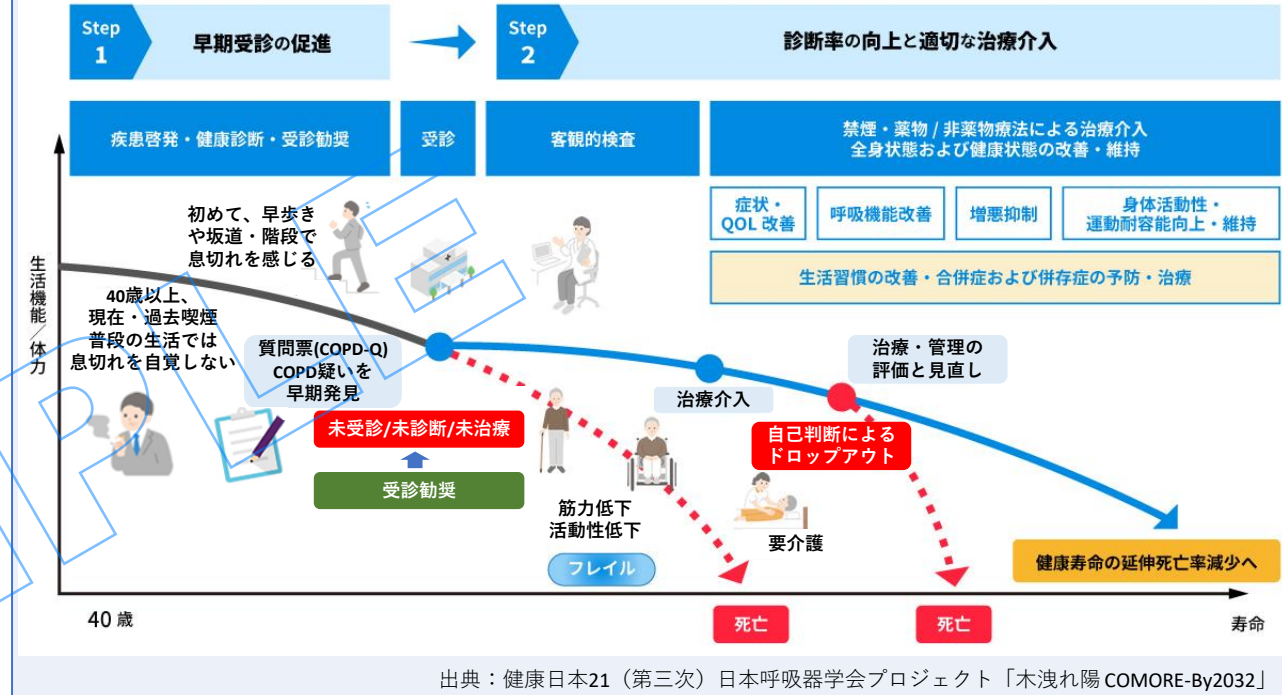 Step
1
早期受診の促進
Step
2
診断率の向上と適切な治療介入
疾患啓発・健康診断・受診勧奨
受診
客観的検査
禁煙・薬物 / 非薬物療法による治療介入
全身状態および健康状態の改善・維持
症状・
QOL 改善
呼吸機能改善
増悪抑制
身体活動性・
運動耐容能向上・維持
生活習慣の改善・合併症および併存症の予防・治療
生活機能／体力
初めて、早歩き
や坂道・階段で
息切れを感じる
40歳以上、
現在・過去喫煙
普段の生活では
息切れを自覚しない
質問票(COPD-Q)
COPD疑いを
早期発見
未受診/未診断/未治療
受診勧奨
治療介入
治療・管理の
評価と見直し
自己判断による
ドロップアウト
筋力低下
活動性低下
フレイル
要介護
健康寿命の延伸死亡率減少へ
40 歳
死亡
死亡
寿命
出典：健康日本21（第三次）日本呼吸器学会プロジェクト「木洩れ陽 COMORE-By2032」